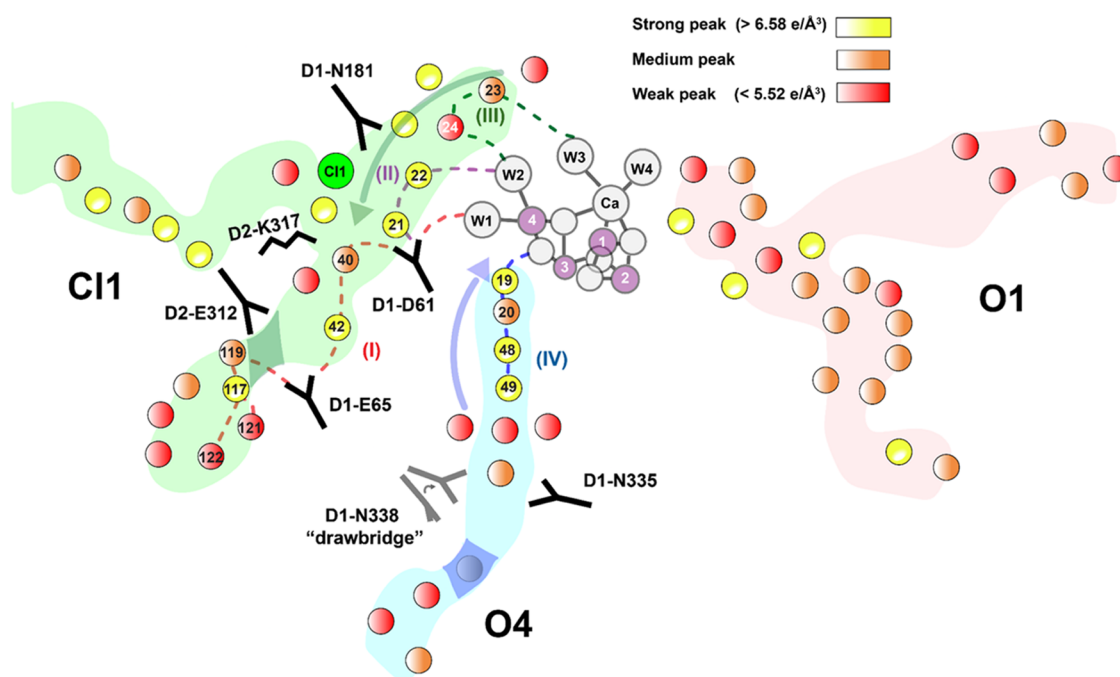 Strong peak (> 6.58 e/Å³)
Medium peak
Weak peak (< 5.52 e/Å³)
D1-N181
23
(III)
24
W3
W4
Cl1
(II)
22
W2
Ca
D2-K317
21
W1
4
1
40
3
2
Cl1
D1-D61
19
O1
D2-E312
20
42
119
(I)
48
(IV)
117
49
D1-E65
121
122
D1-N335
D1-N338
“drawbridge”
O4